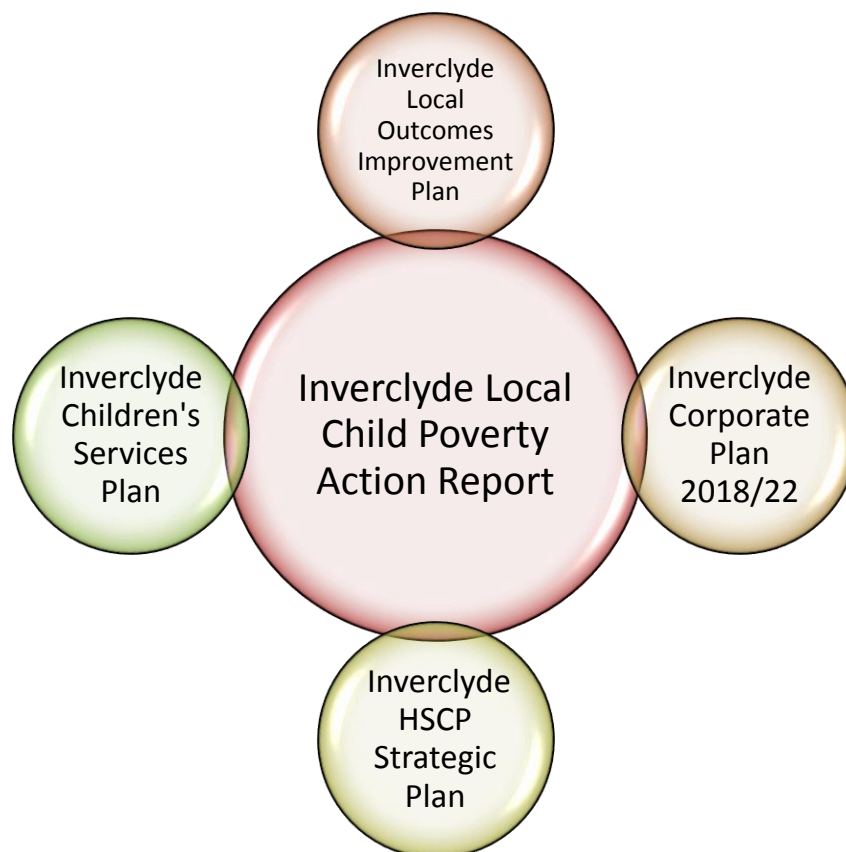 Inverclyde
Local
Outcomes
Improvement
Plan
Inverclyde
Children's
Services
Plan
Inverclyde Local
Child Poverty
Action Report
Inverclyde
Corporate
Plan
2018/22
Inverclyde
HSCP
Strategic
Plan